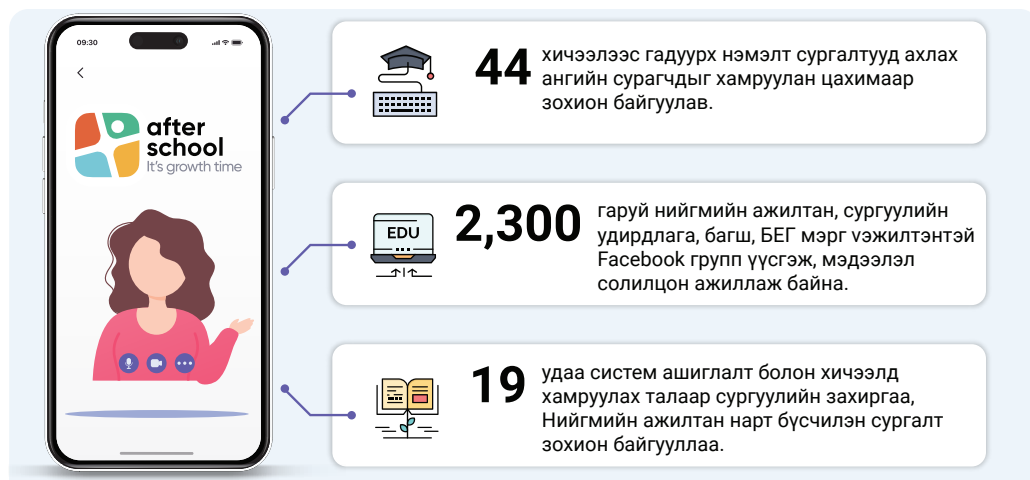 09:30
after
school
It's growth time
44
хичээлээс гадуурх нэмэлт сургалтууд ахлах
ангийн сурагчдыг хамруулан цахимаар
зохион байгуулав.
EDU
2,300
гаруй нийгмийн ажилтан, сургуулийн
удирдлага, багш, БЕГ мэрг vэжилтэнтэй
Facebook групп үүсгэж, мэдээлэл
солилцон ажиллаж байна.
19
удаа систем ашиглалт болон хичээлд
хамруулах талаар сургуулийн захиргаа,
Нийгмийн ажилтан нарт бүсчилэн сургалт
зохион байгууллаа.